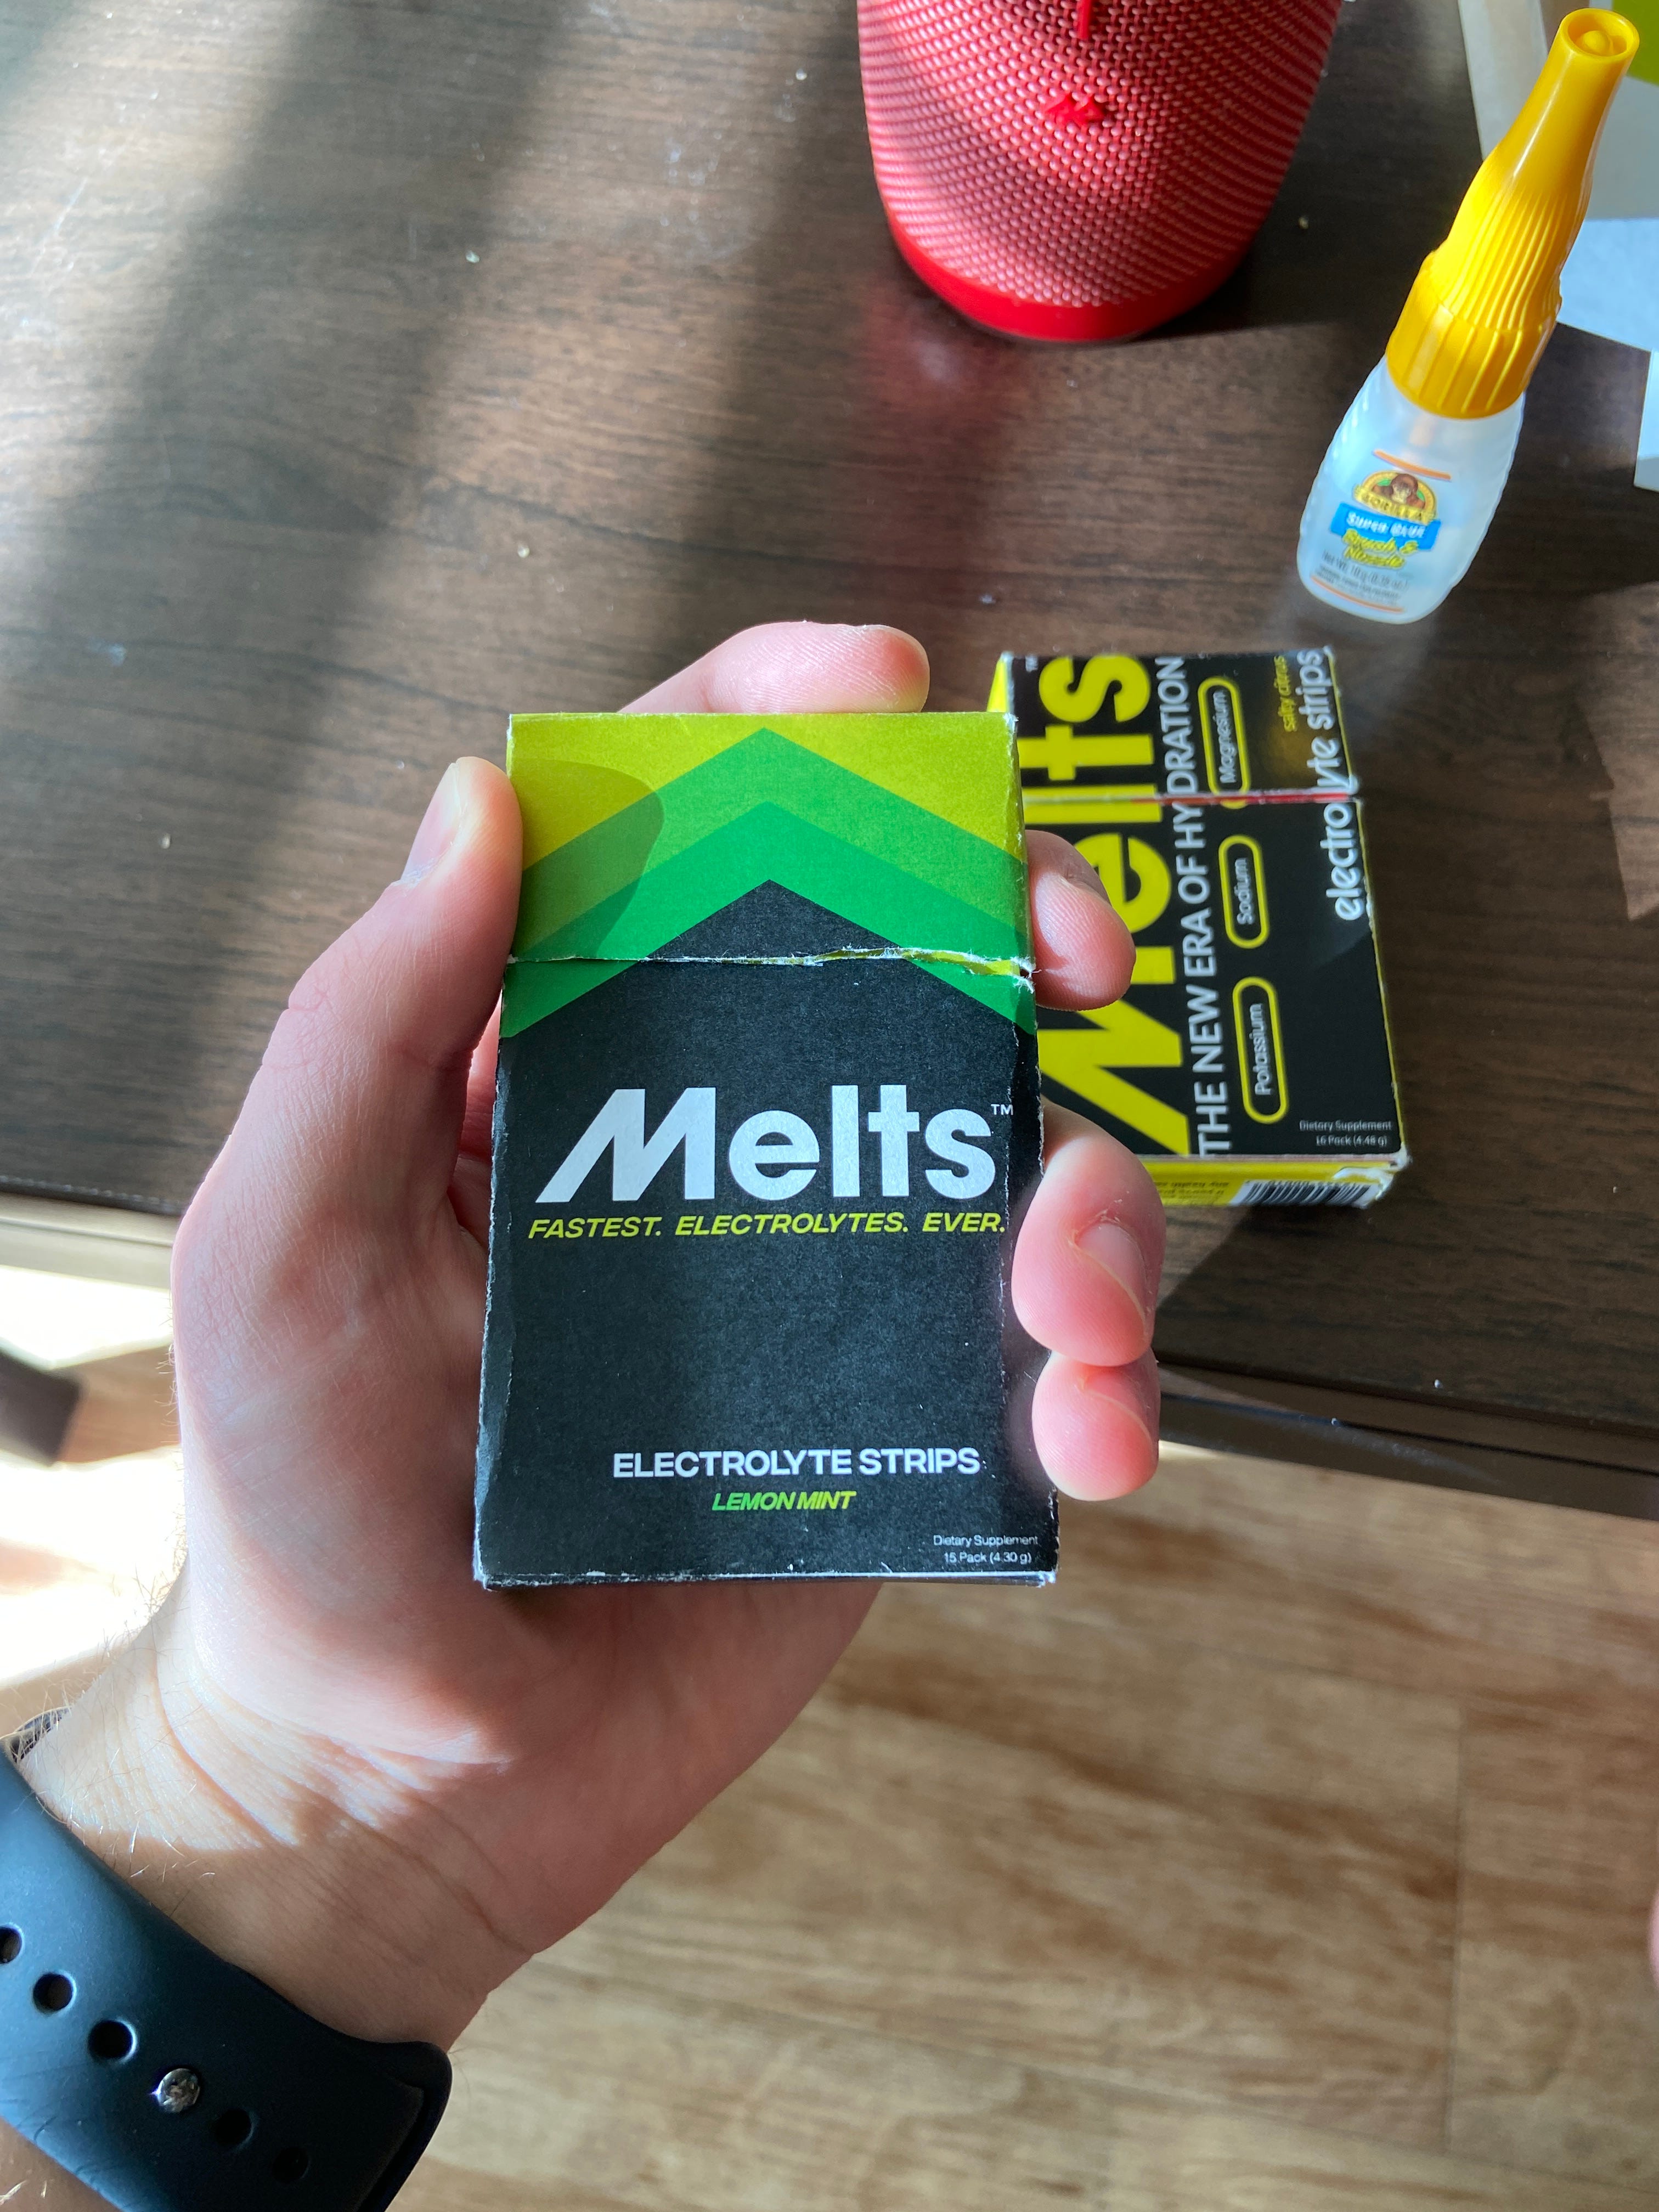 Melts™
FASTEST. ELECTROLYTES. EVER.
ELECTROLYTE STRIPS
LEMON MINT
Dietary Supplement
15 Pack (4.30 g)
Melts™
THE NEW ERA OF HYDRATION
Potassium
Sodium
Magnesium
salty citrus
electrolyte strips
Dietary Supplement
16 Pack (4.48 g)
GORILLA
SUPER GLUE
Brush &
Nozzle